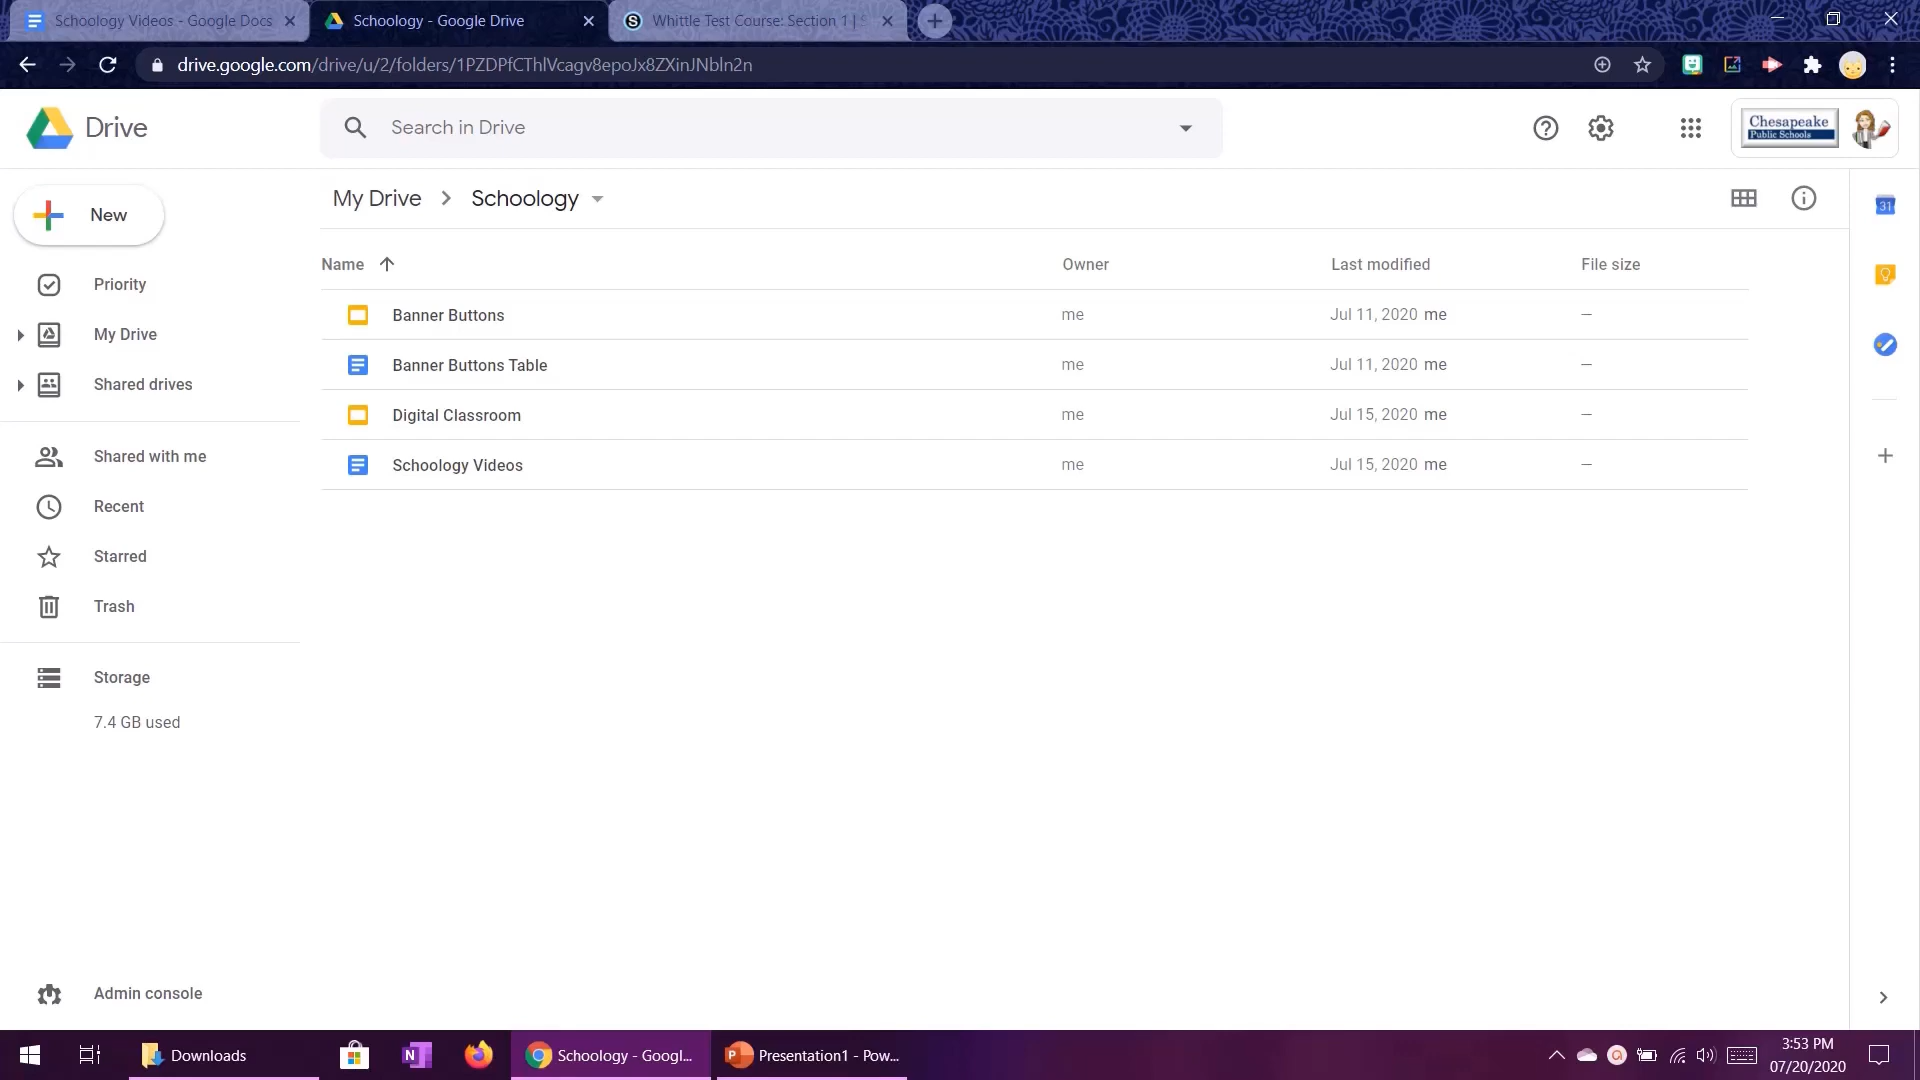 Schoology Videos - Google Docs
Schoology - Google Drive
Whittle Test Course: Section 1 | S
drive.google.com/drive/u/2/folders/1PZDPfCThlVcagv8epoJx8ZXinJNbln2n
Drive
Search in Drive
Chesapeake
Public Schools
New
My Drive
Schoology
Name
Owner
Last modified
File size
Priority
Banner Buttons
me
Jul 11, 2020 me
—
My Drive
Banner Buttons Table
me
Jul 11, 2020 me
—
Shared drives
Digital Classroom
me
Jul 15, 2020 me
—
Shared with me
Schoology Videos
me
Jul 15, 2020 me
—
Recent
Starred
Trash
Storage
7.4 GB used
Admin console
31
Downloads
Schoology - Googl...
Presentation1 - Pow...
3:53 PM
07/20/2020